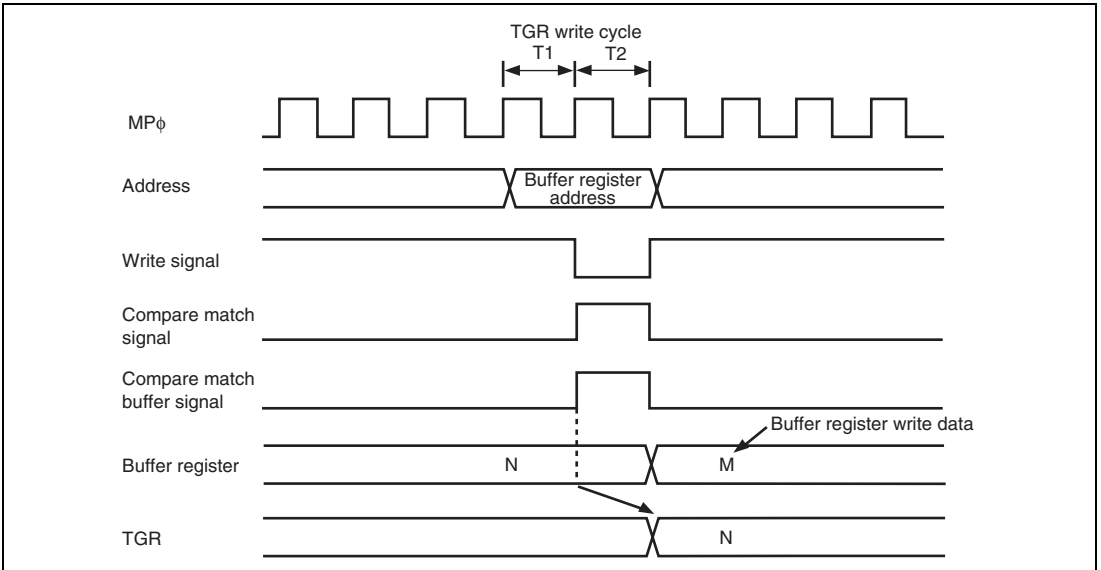 TGR write cycle
T1 T2
MPφ
Address
Buffer register
address
Write signal
Compare match
signal
Compare match
buffer signal
Buffer register write data
Buffer register N M
TGR N